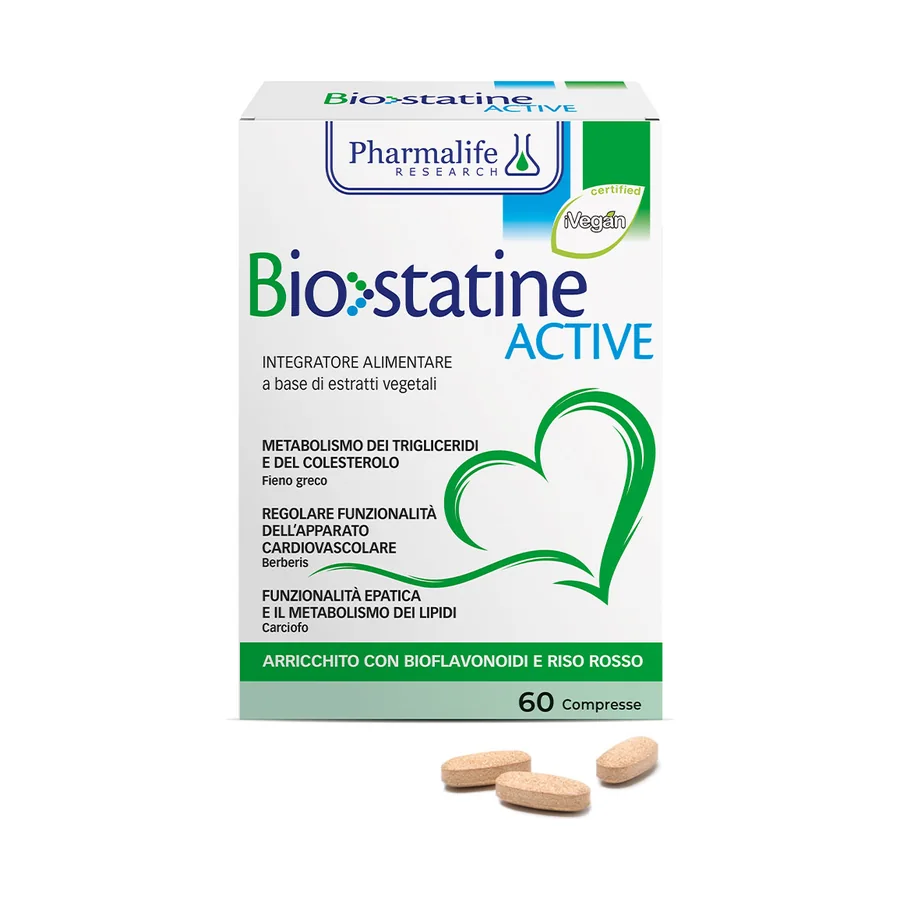 Bio statine
ACTIVE
Pharmalife
RESEARCH
certified
iVegan
Bio statine
ACTIVE
INTEGRATORE ALIMENTARE
a base di estratti vegetali
METABOLISMO DEI TRIGLICERIDI
E DEL COLESTEROLO
Fieno greco
REGOLARE FUNZIONALITÀ
DELL'APPARATO
CARDIOVASCOLARE
Berberis
FUNZIONALITÀ EPATICA
E IL METABOLISMO DEI LIPIDI
Carciofo
ARRICCHITO CON BIOFLAVONOIDI E RISO ROSSO
60 Compresse